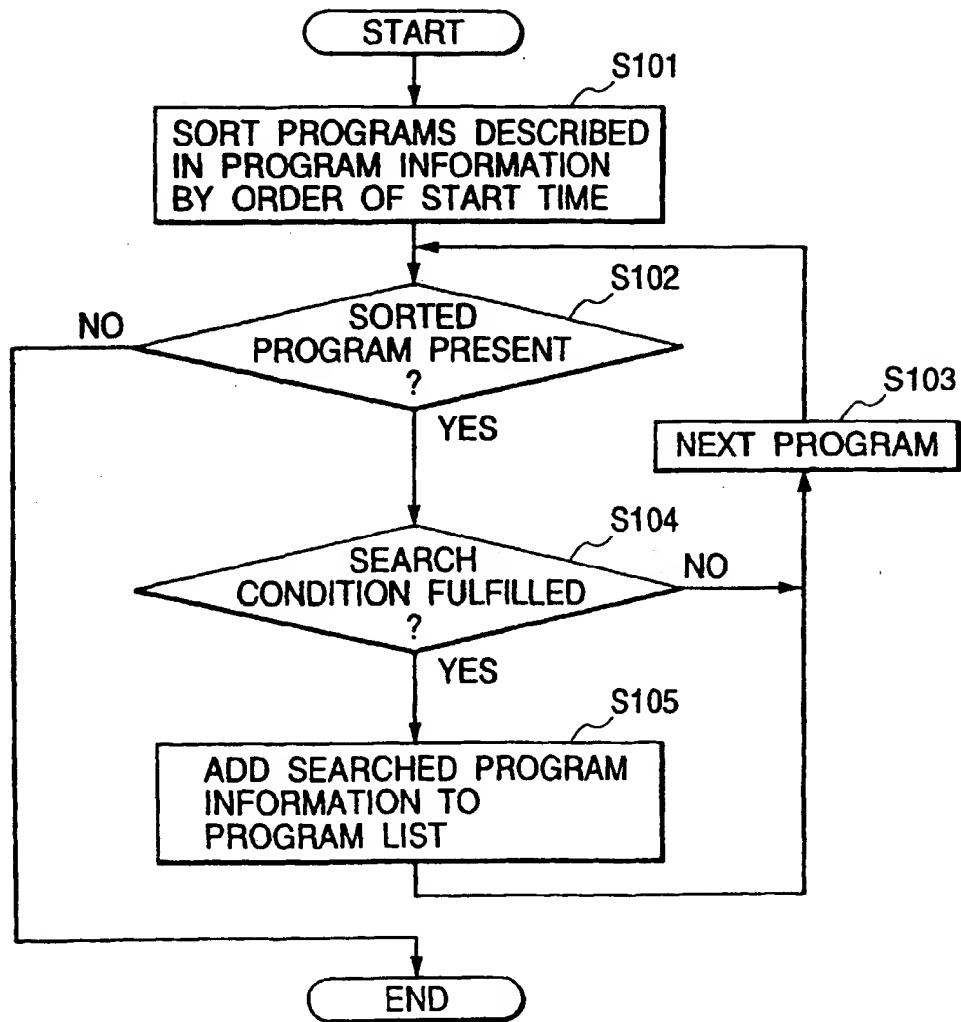 START
S101
SORT PROGRAMS DESCRIBED
IN PROGRAM INFORMATION
BY ORDER OF START TIME
S102
NO
SORTED
PROGRAM PRESENT
?
YES
S103
NEXT PROGRAM
S104
SEARCH
CONDITION FULFILLED
?
NO
YES
S105
ADD SEARCHED PROGRAM
INFORMATION TO
PROGRAM LIST
END